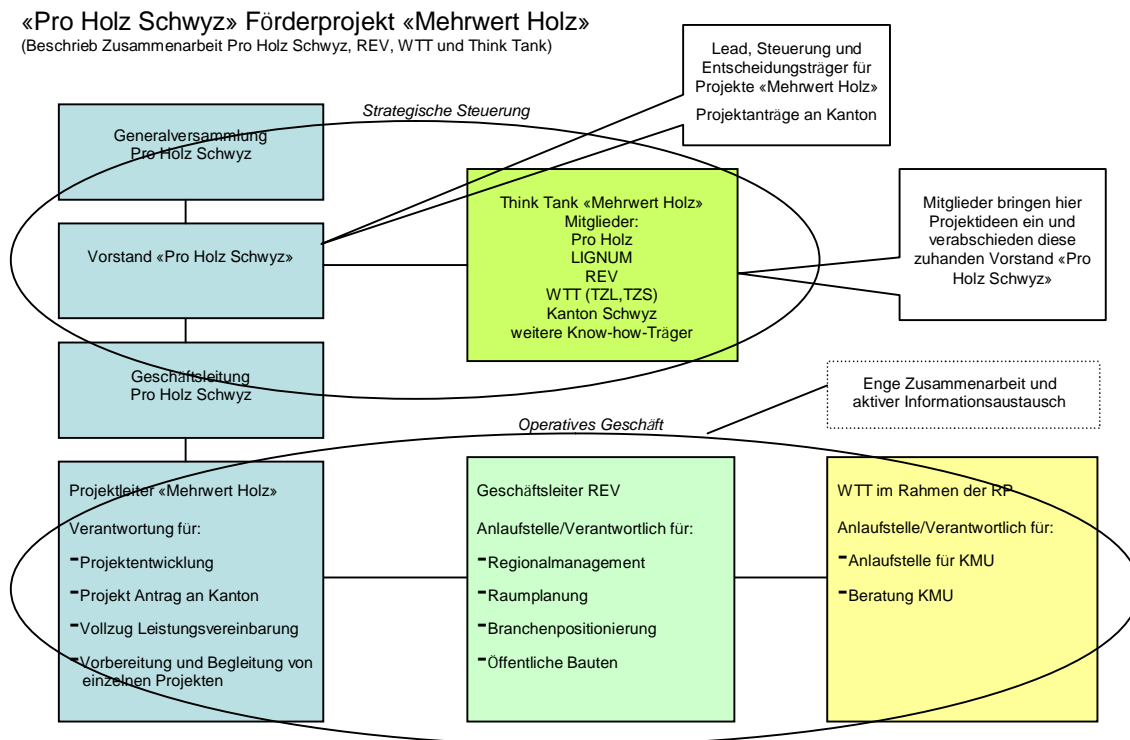 «Pro Holz Schwyz» Förderprojekt «Mehrwert Holz»
(Beschrieb Zusammenarbeit Pro Holz Schwyz, REV, WTT und Think Tank)
Lead, Steuerung und
Entscheidungsträger für
Projekte «Mehrwert Holz»
Projektanträge an Kanton
Strategische Steuerung
Generalversammlung
Pro Holz Schwyz
Vorstand «Pro Holz Schwyz»
Think Tank «Mehrwert Holz»
Mitglieder:
Pro Holz
LIGNUM
REV
WTT (TZL,TZS)
Kanton Schwyz
weitere Know-how-Träger
Mitglieder bringen hier
Projektideen ein und
verabschieden diese
zuhanden Vorstand «Pro
Holz Schwyz»
Geschäftsleitung
Pro Holz Schwyz
Enge Zusammenarbeit und
aktiver Informationsaustausch
Operatives Geschäft
Projektleiter «Mehrwert Holz»
Verantwortung für:
-Projektentwicklung
-Projekt Antrag an Kanton
-Vollzug Leistungsvereinbarung
-Vorbereitung und Begleitung von
einzelnen Projekten
Geschäftsleiter REV
Anlaufstelle/Verantwortlich für:
-Regionalmanagement
-Raumplanung
-Branchenpositionierung
-Öffentliche Bauten
WTT im Rahmen der RP
Anlaufstelle/Verantwortlich für:
-Anlaufstelle für KMU
-Beratung KMU